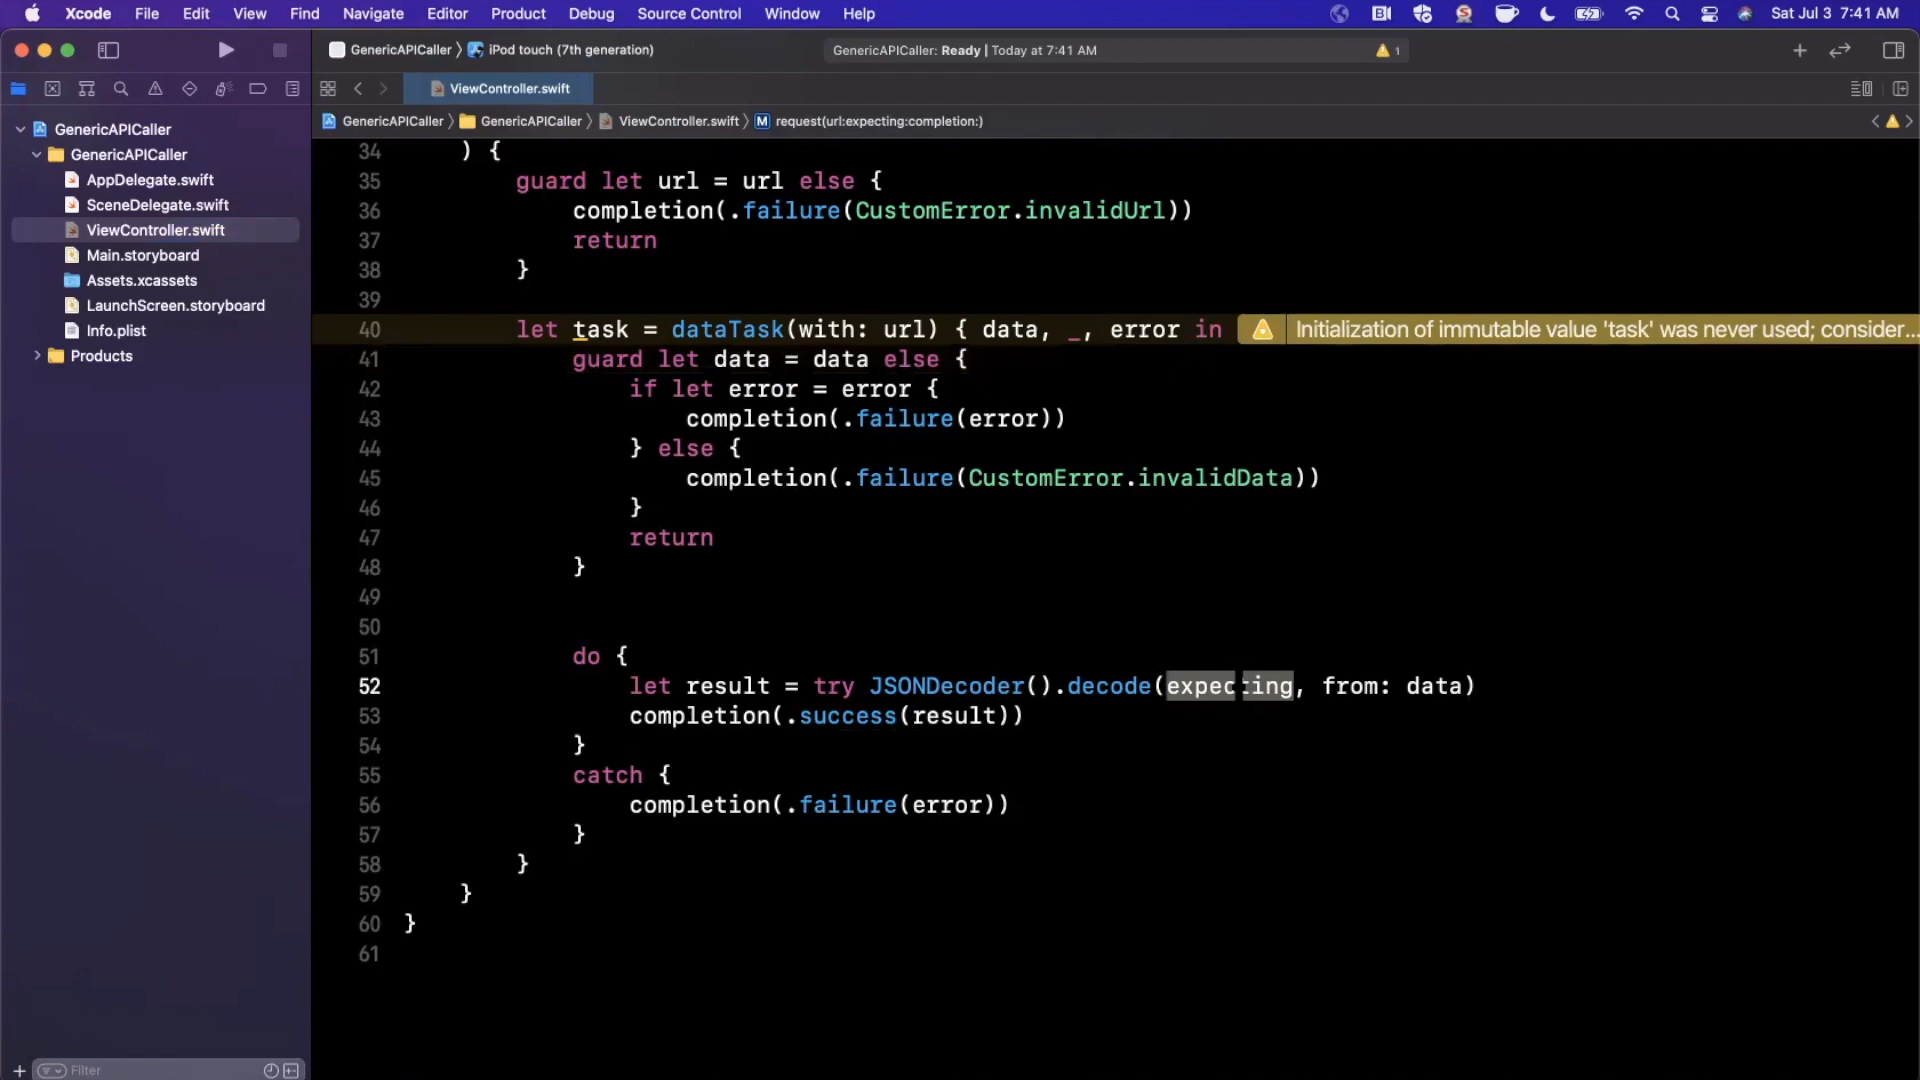 Xcode File Edit View Find Navigate Editor Product Debug Source Control Window Help Sat Jul 3 7:41 AM
GenericAPICaller iPod touch (7th generation) GenericAPICaller: Ready | Today at 7:41 AM 1
ViewController.swift
GenericAPICaller GenericAPICaller ViewController.swift M request(url:expecting:completion:)
GenericAPICaller
GenericAPICaller
AppDelegate.swift
SceneDelegate.swift
ViewController.swift
Main.storyboard
Assets.xcassets
LaunchScreen.storyboard
Info.plist
Products
Filter
34 ) {
35 guard let url = url else {
36 completion(.failure(CustomError.invalidUrl))
37 return
38 }
39
40 let task = dataTask(with: url) { data, _, error in Initialization of immutable value 'task' was never used; consider...
41 guard let data = data else {
42 if let error = error {
43 completion(.failure(error))
44 } else {
45 completion(.failure(CustomError.invalidData))
46 }
47 return
48 }
49
50
51 do {
52 let result = try JSONDecoder().decode(expecting, from: data)
53 completion(.success(result))
54 }
55 catch {
56 completion(.failure(error))
57 }
58 }
59 }
60 }
61